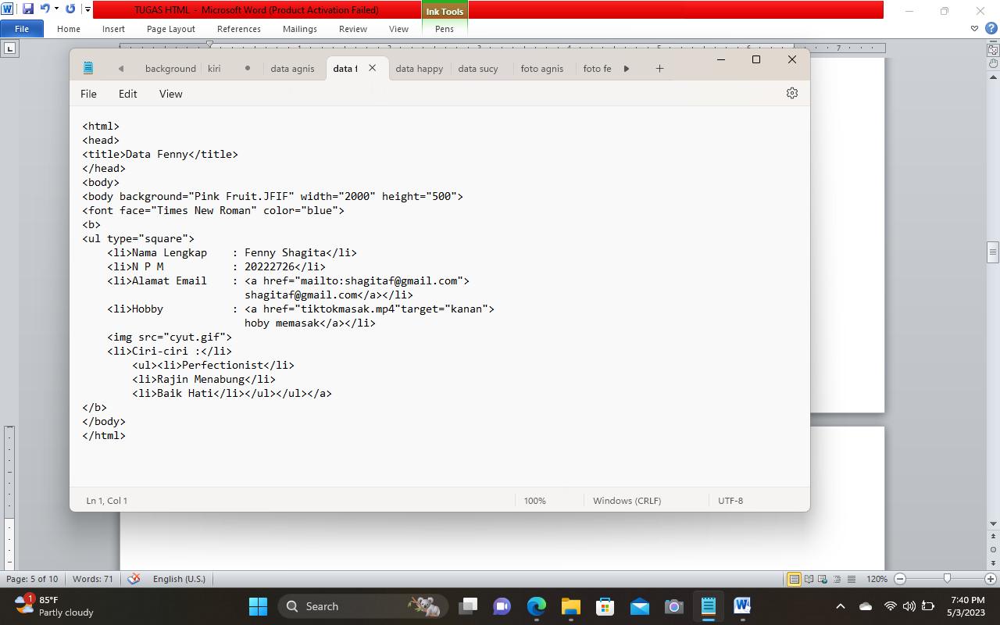 TUGAS HTML - Microsoft Word (Product Activation Failed)
Ink Tools
File Home Insert Page Layout References Mailings Review View Pens
6 7
background kiri data agnis data f data happy data sucy foto agnis foto fe
File Edit View
<html>
<head>
<title>Data Fenny</title>
</head>
<body>
<body background="Pink Fruit.JFIF" width="2000" height="500">
<font face="Times New Roman" color="blue">
<b>
<ul type="square">
    <li>Nama Lengkap    : Fenny Shagita</li>
    <li>N P M           : 20222726</li>
    <li>Alamat Email    : <a href="mailto:shagitaf@gmail.com">
                          shagitaf@gmail.com</a></li>
    <li>Hobby           : <a href="tiktokmasak.mp4"target="kanan">
                          hoby memasak</a></li>
    <img src="cyut.gif">
    <li>Ciri-ciri :</li>
        <ul><li>Perfectionist</li>
        <li>Rajin Menabung</li>
        <li>Baik Hati</li></ul></ul></a>
</b>
</body>
</html>
Ln 1, Col 1 100% Windows (CRLF) UTF-8
Page: 5 of 10 Words: 71 English (U.S.) 120%
1 85°F
Partly cloudy
Search
7:40 PM
5/3/2023